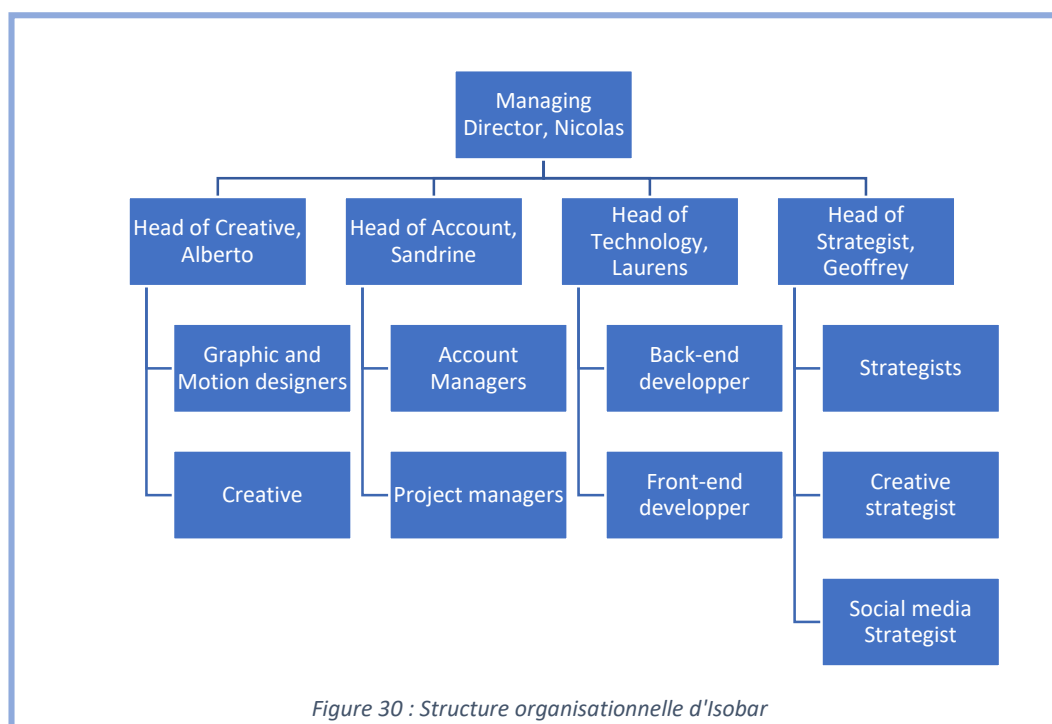 Managing
Director, Nicolas
Head of Creative,
Alberto
Head of Account,
Sandrine
Head of
Technology,
Laurens
Head of
Strategist,
Geoffrey
Graphic and
Motion designers
Account
Managers
Back-end
developper
Strategists
Creative
Project managers
Front-end
developper
Creative
strategist
Social media
Strategist
Figure 30 : Structure organisationnelle d'Isobar